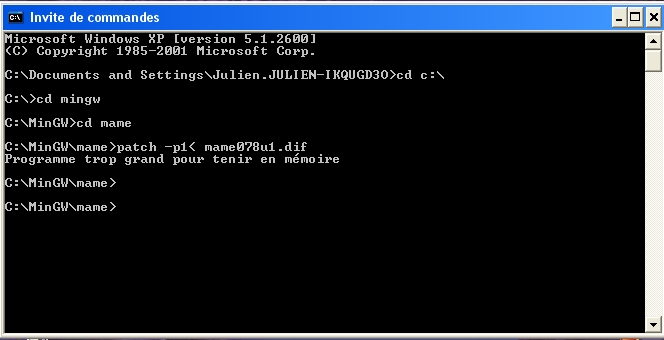 Invite de commandes
Microsoft Windows XP [version 5.1.2600]
(C) Copyright 1985-2001 Microsoft Corp.
C:\Documents and Settings\Julien.JULIEN-IKQUGD3O>cd c:\
C:\>cd mingw
C:\MinGW>cd mame
C:\MinGW\mame>patch -p1< mame078u1.dif
Programme trop grand pour tenir en mémoire
C:\MinGW\mame>
C:\MinGW\mame>